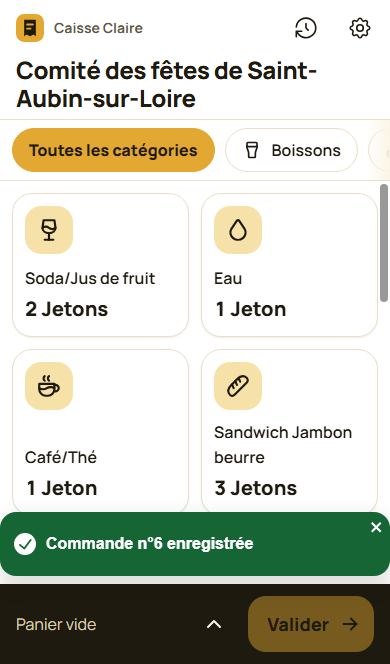 Caisse Claire
Comité des fêtes de Saint-
Aubin-sur-Loire
Toutes les catégories
Boissons
Soda/Jus de fruit
2 Jetons
Eau
1 Jeton
Café/Thé
1 Jeton
Sandwich Jambon
beurre
3 Jetons
Commande n°6 enregistrée
Panier vide
Valider